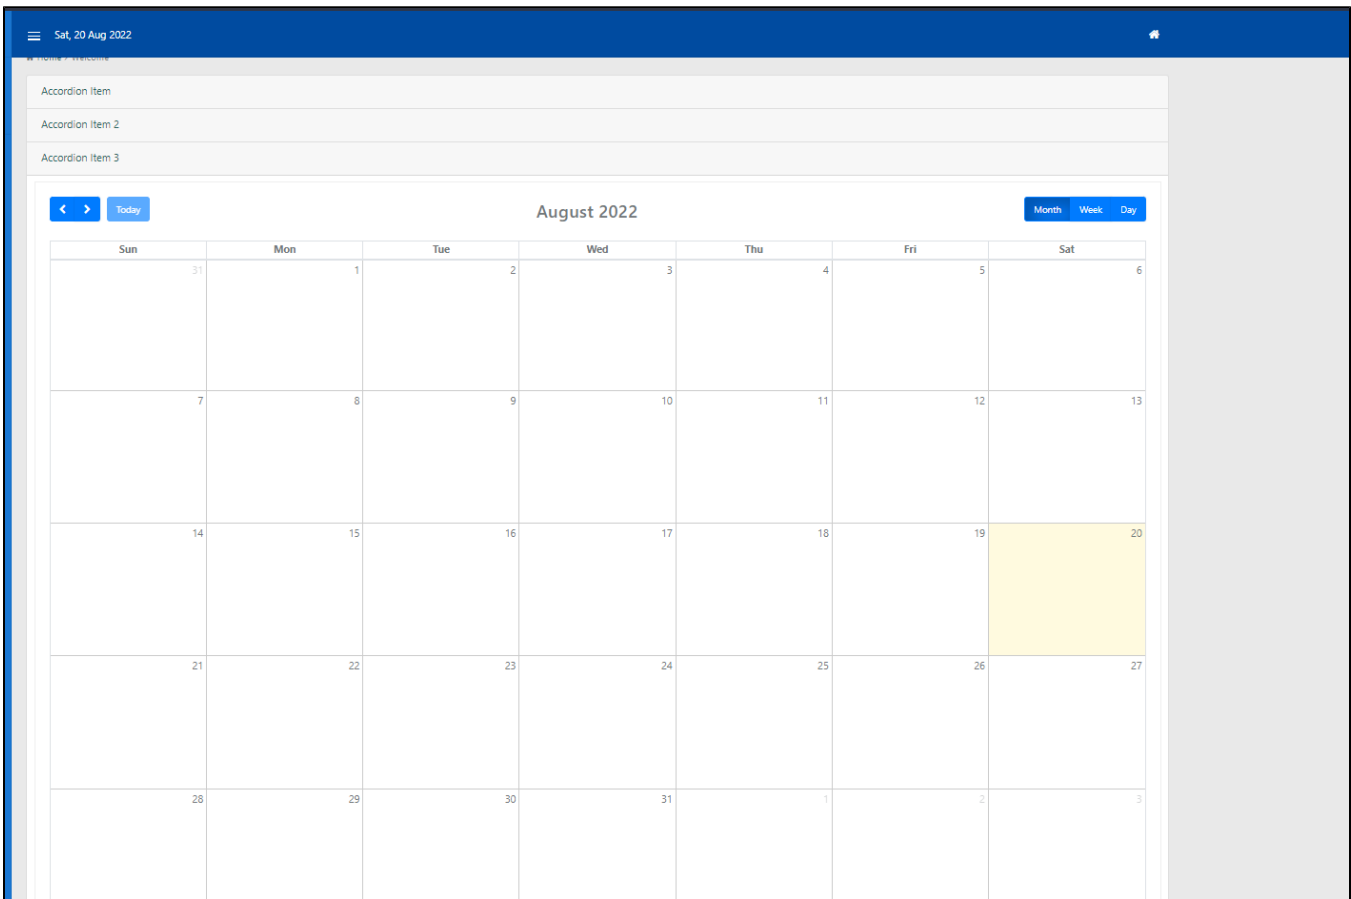 Sat, 20 Aug 2022
Home / Welcome
Accordion Item
Accordion Item 2
Accordion Item 3
Today
August 2022
Month Week Day
Sun Mon Tue Wed Thu Fri Sat
31 1 2 3 4 5 6
7 8 9 10 11 12 13
14 15 16 17 18 19 20
21 22 23 24 25 26 27
28 29 30 31 1 2 3